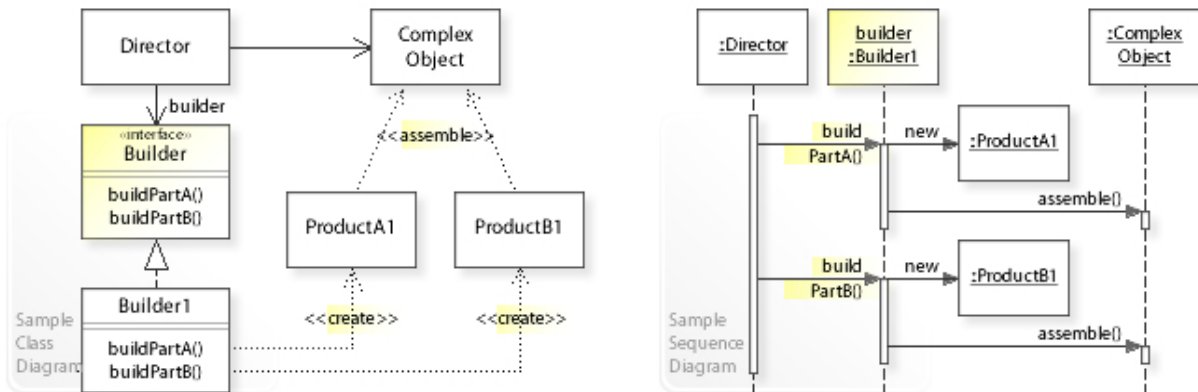 Director
Complex
Object
builder
«interface»
Builder
buildPartA()
buildPartB()
<<assemble>>
ProductA1
ProductB1
Builder1
buildPartA()
buildPartB()
<<create>>
<<create>>
Sample
Class
Diagram
:Director
builder
:Builder1
:Complex
Object
build
PartA()
new
:ProductA1
assemble()
build
PartB()
new
:ProductB1
assemble()
Sample
Sequence
Diagram